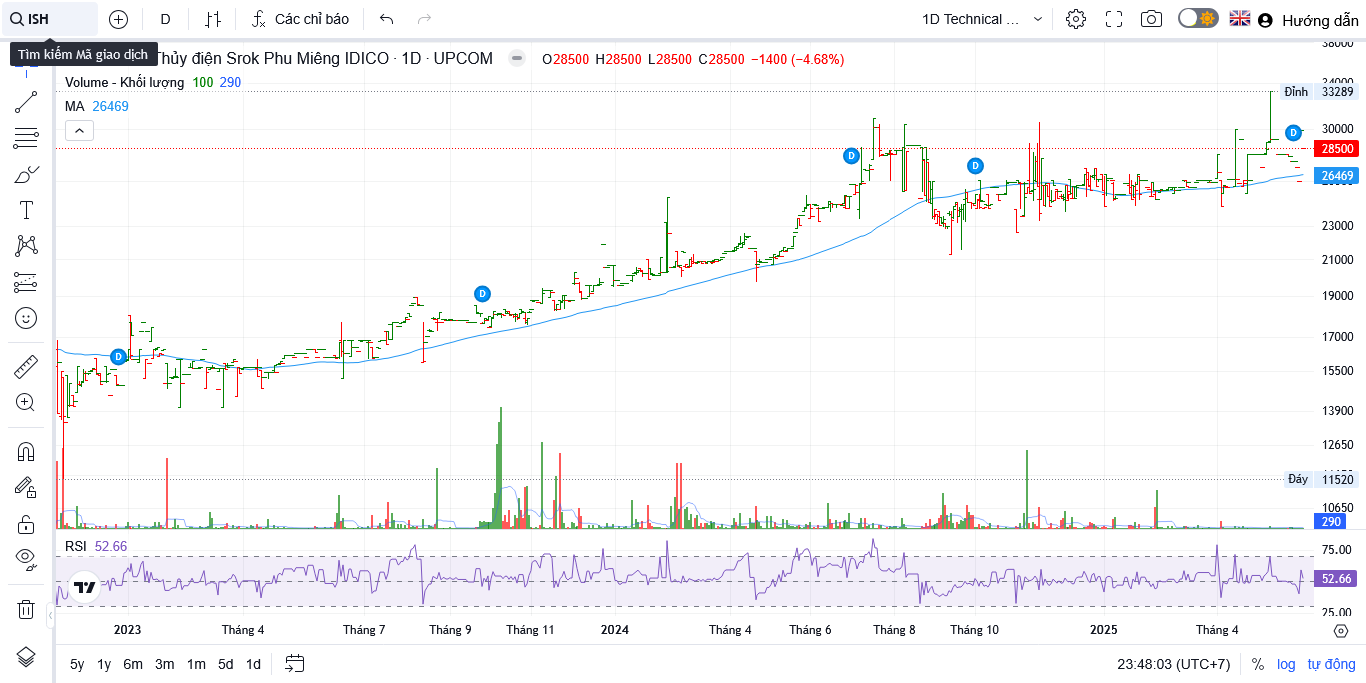 ISH
D
Các chỉ báo
1D Technical ...
Hướng dẫn
Tìm kiếm Mã giao dịch
Thủy điện Srok Phu Miêng IDICO · 1D · UPCOM
O28500 H28500 L28500 C28500 −1400 (−4.68%)
Volume - Khối lượng 100 290
MA 26469
38000
34000
Đỉnh 33289
30000
28500
26469
23000
21000
19000
17000
15500
13900
12650
Đáy 11520
10650
290
D
D
D
D
D
RSI 52.66
75.00
52.66
25.00
2023 Tháng 4 Tháng 7 Tháng 9 Tháng 11 2024 Tháng 4 Tháng 6 Tháng 8 Tháng 10 2025 Tháng 4
5y 1y 6m 3m 1m 5d 1d
23:48:03 (UTC+7) % log tự động